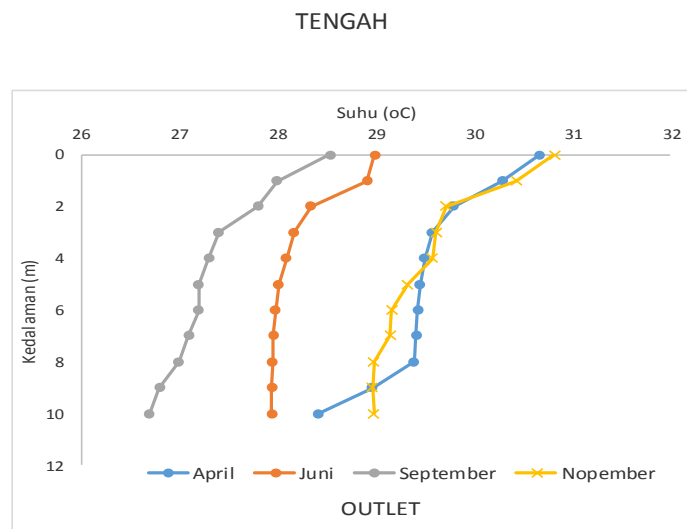 TENGAH
Suhu (oC)
26 27 28 29 30 31 32
Kedalaman (m)
0
2
4
6
8
10
12
April Juni September Nopember
OUTLET